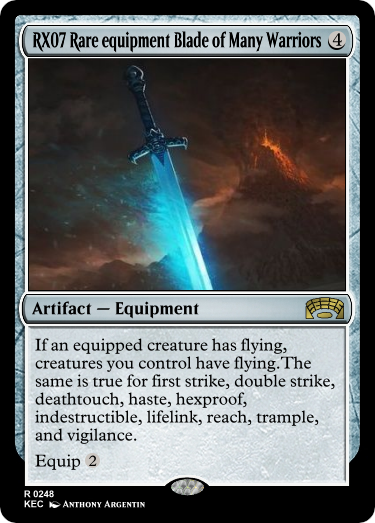 RX07 Rare equipment Blade of Many Warriors 4
Artifact — Equipment
If an equipped creature has flying,
creatures you control have flying.The
same is true for first strike, double strike,
deathtouch, haste, hexproof,
indestructible, lifelink, reach, trample,
and vigilance.
Equip 2
R 0248
KEC Anthony Argentin